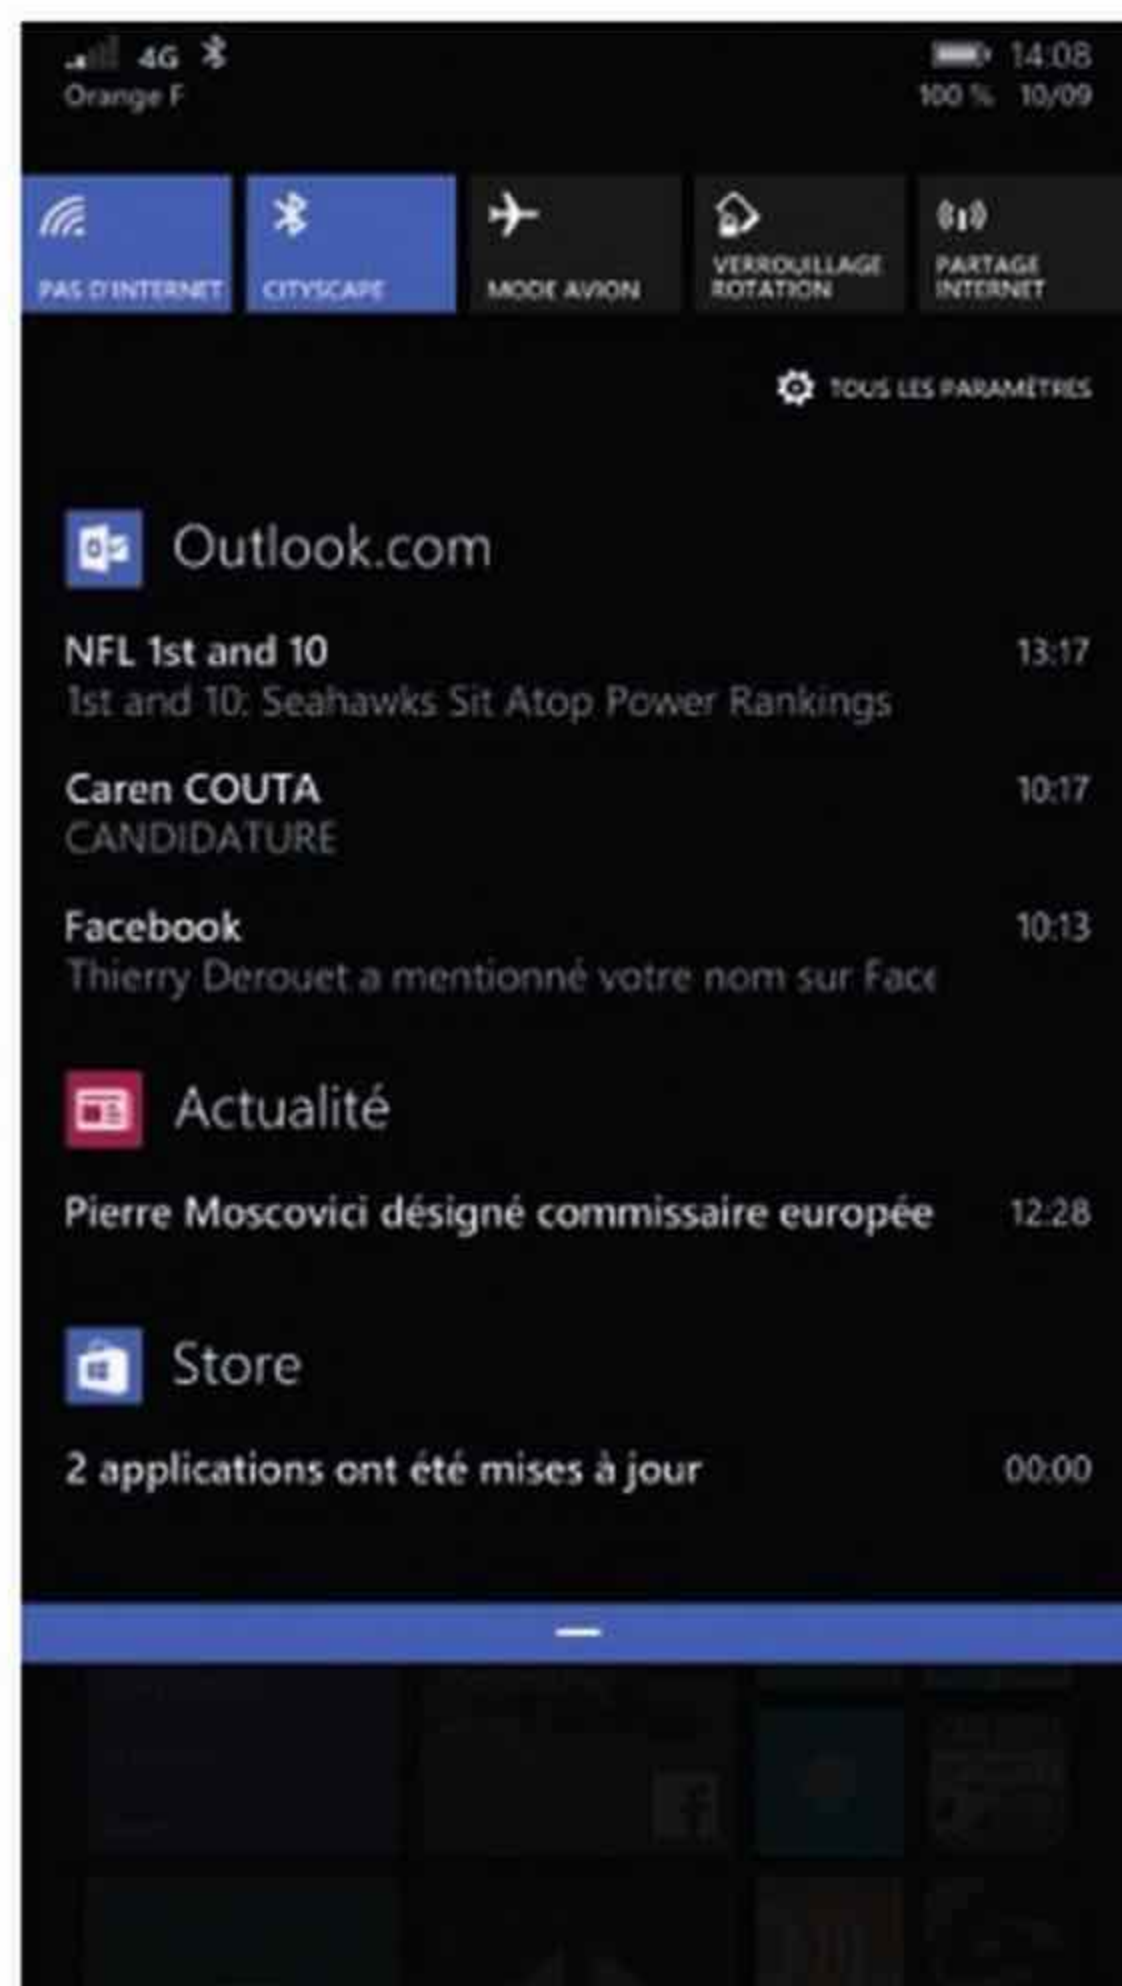 4G 14:08
Orange F 100 % 10/09
PAS D'INTERNET
CITYSCAPE
MODE AVION
VERROUILLAGE
ROTATION
PARTAGE
INTERNET
TOUS LES PARAMÈTRES
Outlook.com
NFL 1st and 10 13:17
1st and 10: Seahawks Sit Atop Power Rankings
Caren COUTA 10:17
CANDIDATURE
Facebook 10:13
Thierry Derouet a mentionné votre nom sur Face
Actualité
Pierre Moscovici désigné commissaire europée 12:28
Store
2 applications ont été mises à jour 00:00